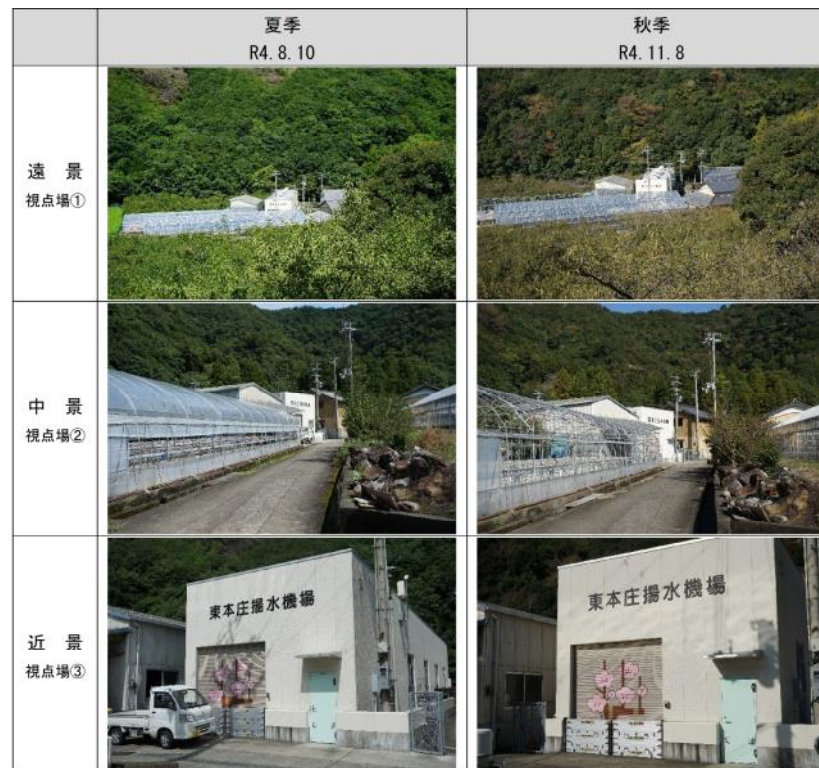 夏季
R4.8.10
秋季
R4.11.8
遠 景
視点場①
中 景
視点場②
近 景
視点場③
東本庄揚水機場
東本庄揚水機場